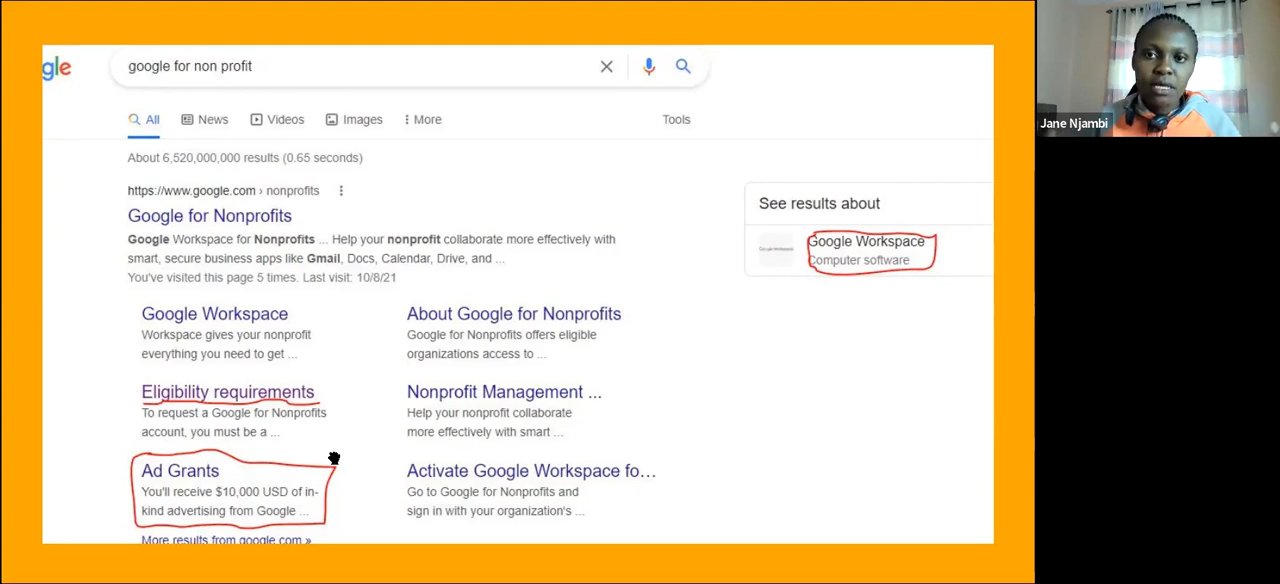 gle
google for non profit
All News Videos Images More Tools
About 6,520,000,000 results (0.65 seconds)
https://www.google.com › nonprofits
Google for Nonprofits
Google Workspace for Nonprofits ... Help your nonprofit collaborate more effectively with
smart, secure business apps like Gmail, Docs, Calendar, Drive, and ...
You've visited this page 5 times. Last visit: 10/8/21
Google Workspace
Workspace gives your nonprofit
everything you need to get ...
About Google for Nonprofits
Google for Nonprofits offers eligible
organizations access to ...
Eligibility requirements
To request a Google for Nonprofits
account, you must be a ...
Nonprofit Management ...
Help your nonprofit collaborate
more effectively with smart ...
Ad Grants
You'll receive $10,000 USD of in-
kind advertising from Google ...
Activate Google Workspace fo...
Go to Google for Nonprofits and
sign in with your organization's ...
More results from google.com »
See results about
Google Workspace
Computer software
Jane Njambi